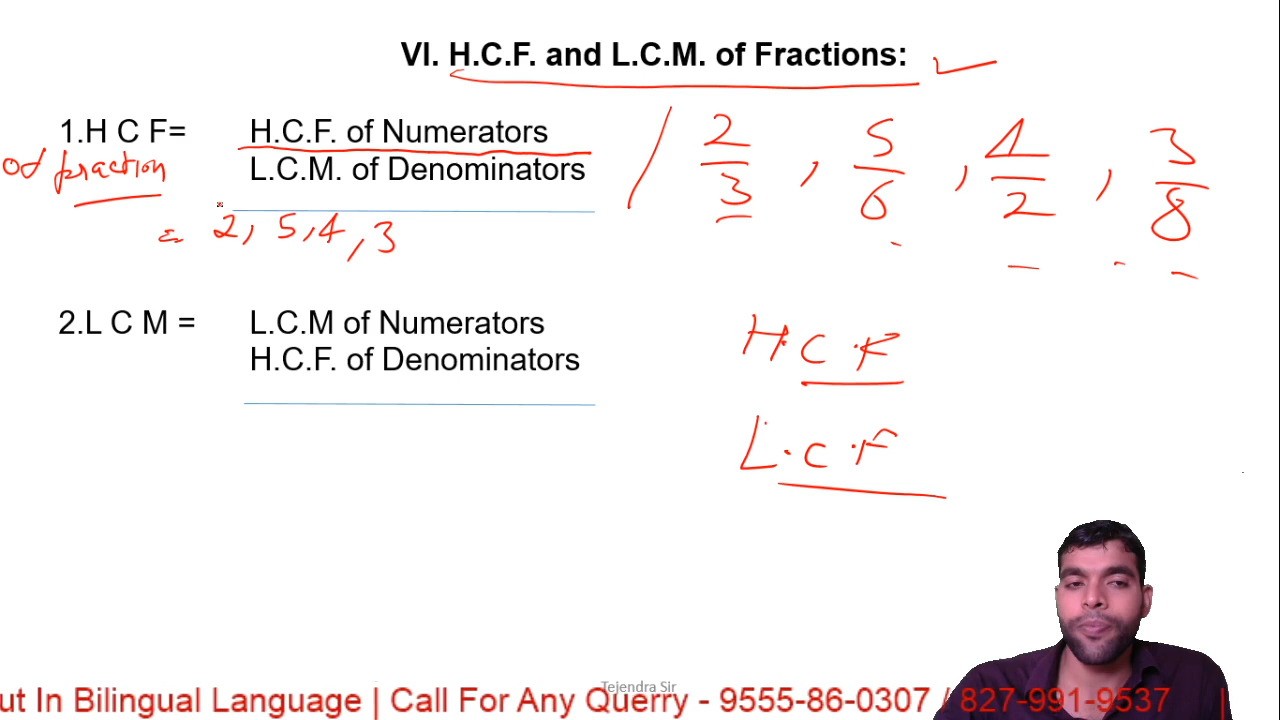 VI. H.C.F. and L.C.M. of Fractions:
1.H C F= H.C.F. of Numerators
L.C.M. of Denominators
od fraction
= 2, 5, 4, 3
2/3, 5/6, 4/2, 3/8
2.L C M = L.C.M of Numerators
H.C.F. of Denominators
H.C.F
L.C.F
Tejendra Sir
ut In Bilingual Language | Call For Any Querry - 9555-86-0307 / 827-991-9537 |